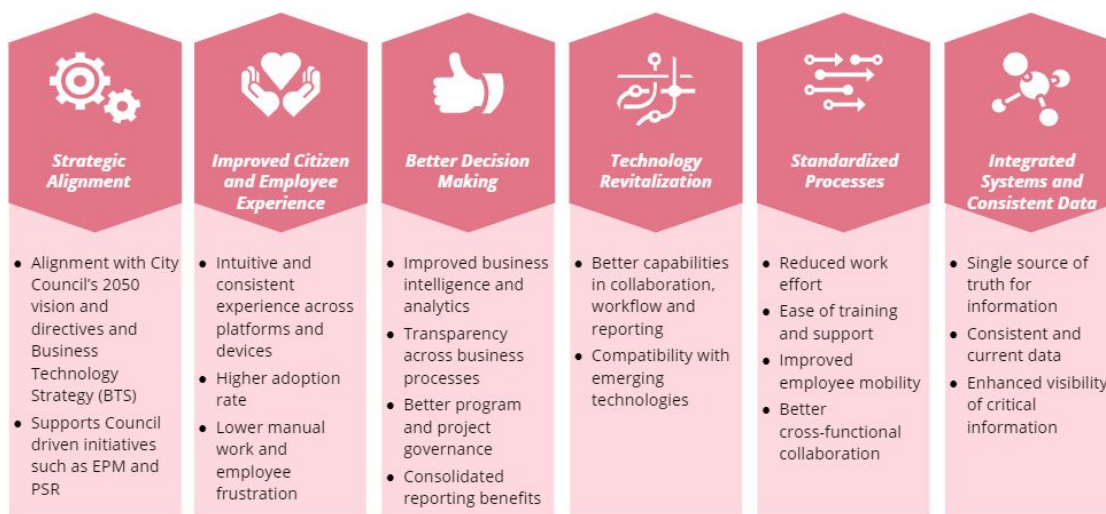 Strategic
Alignment
● Alignment with City
Council’s 2050
vision and
directives and
Business
Technology
Strategy (BTS)
● Supports Council
driven initiatives
such as EPM and
PSR
Improved Citizen
and Employee
Experience
● Intuitive and
consistent
experience across
platforms and
devices
● Higher adoption
rate
● Lower manual
work and
employee
frustration
Better Decision
Making
● Improved business
intelligence and
analytics
● Transparency
across business
processes
● Better program
and project
governance
● Consolidated
reporting benefits
Technology
Revitalization
● Better capabilities
in collaboration,
workflow and
reporting
● Compatibility with
emerging
technologies
Standardized
Processes
● Reduced work
effort
● Ease of training
and support
● Improved
employee mobility
● Better
cross-functional
collaboration
Integrated
Systems and
Consistent Data
● Single source of
truth for
information
● Consistent and
current data
● Enhanced visibility
of critical
information